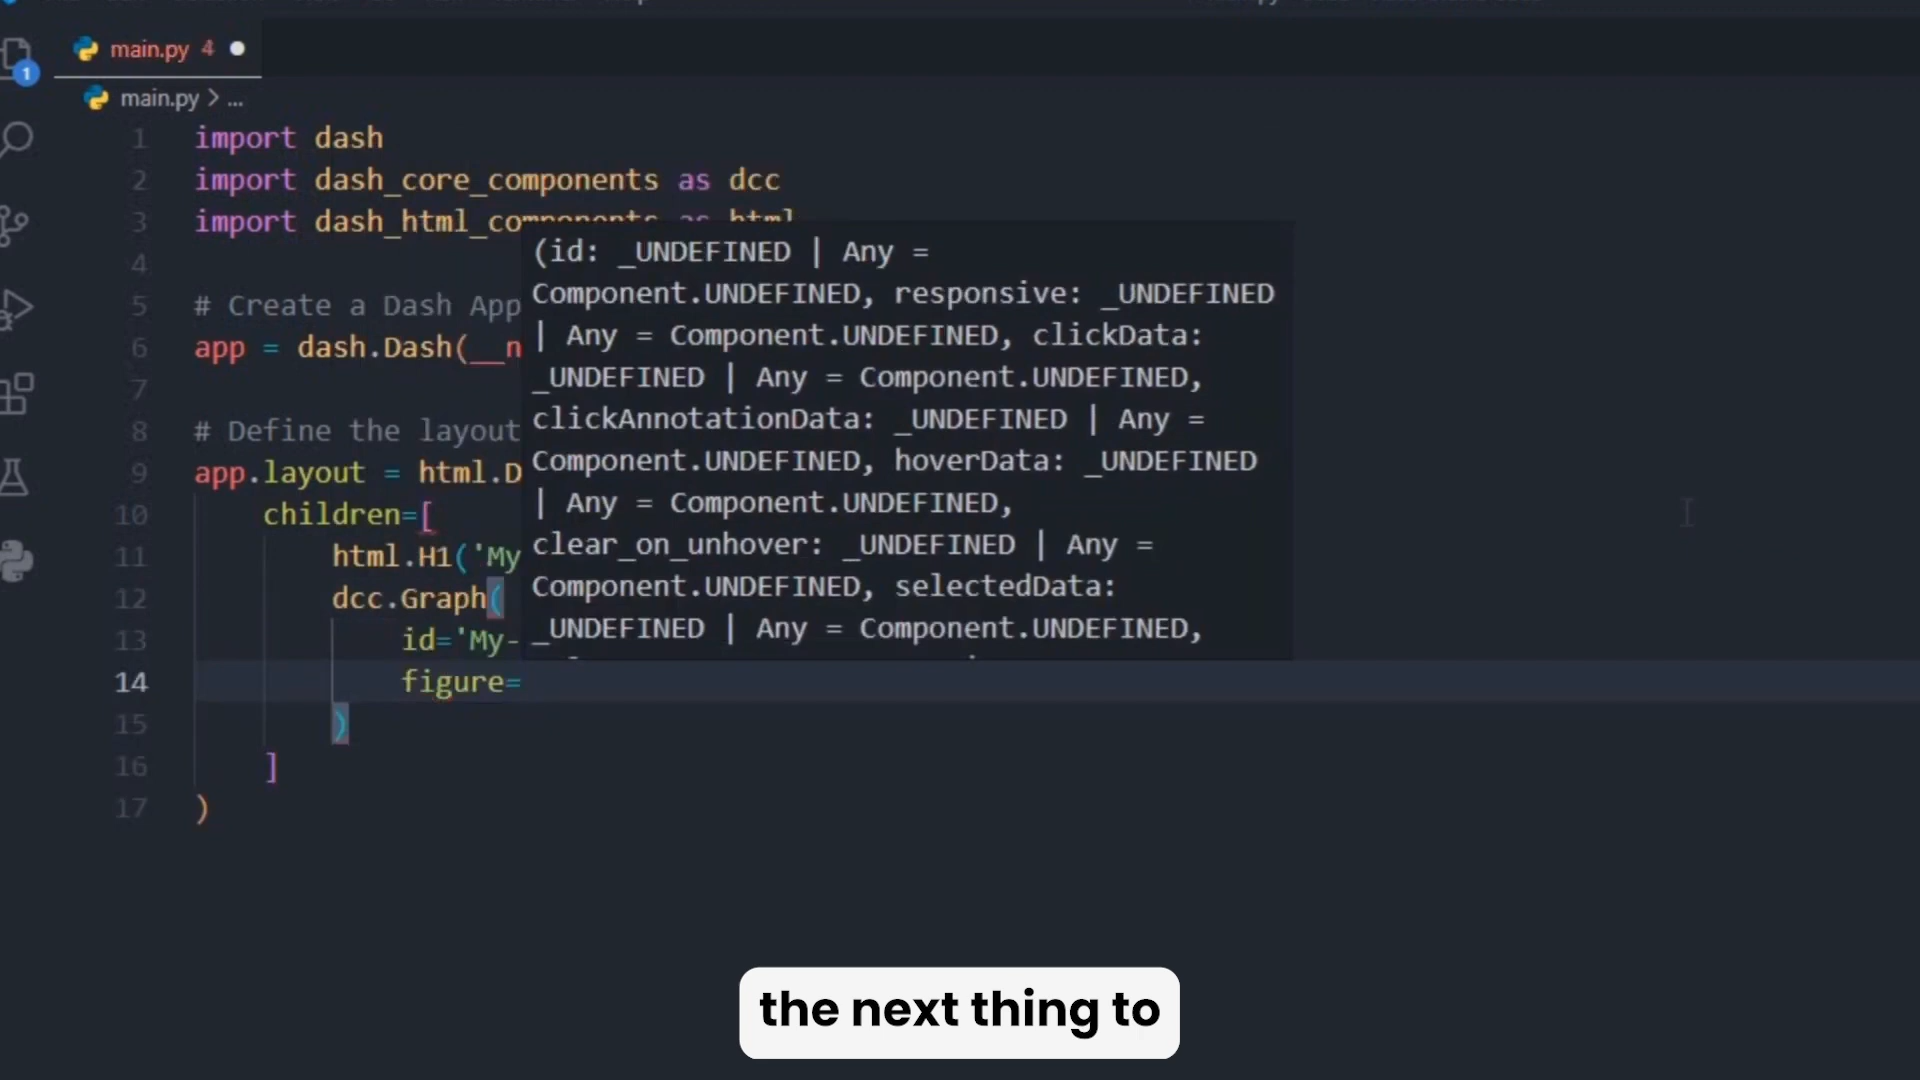 main.py 4
1
main.py > ...
1 import dash
2 import dash_core_components as dcc
3 import dash_html_components as html
4
5 # Create a Dash App
6 app = dash.Dash(__n
7
8 # Define the layout
9 app.layout = html.D
10 children=[
11 html.H1('My
12 dcc.Graph(
13 id='My-
14 figure=
15 )
16 ]
17 )
(id: _UNDEFINED | Any =
Component.UNDEFINED, responsive: _UNDEFINED
| Any = Component.UNDEFINED, clickData:
_UNDEFINED | Any = Component.UNDEFINED,
clickAnnotationData: _UNDEFINED | Any =
Component.UNDEFINED, hoverData: _UNDEFINED
| Any = Component.UNDEFINED,
clear_on_unhover: _UNDEFINED | Any =
Component.UNDEFINED, selectedData:
_UNDEFINED | Any = Component.UNDEFINED,
the next thing to